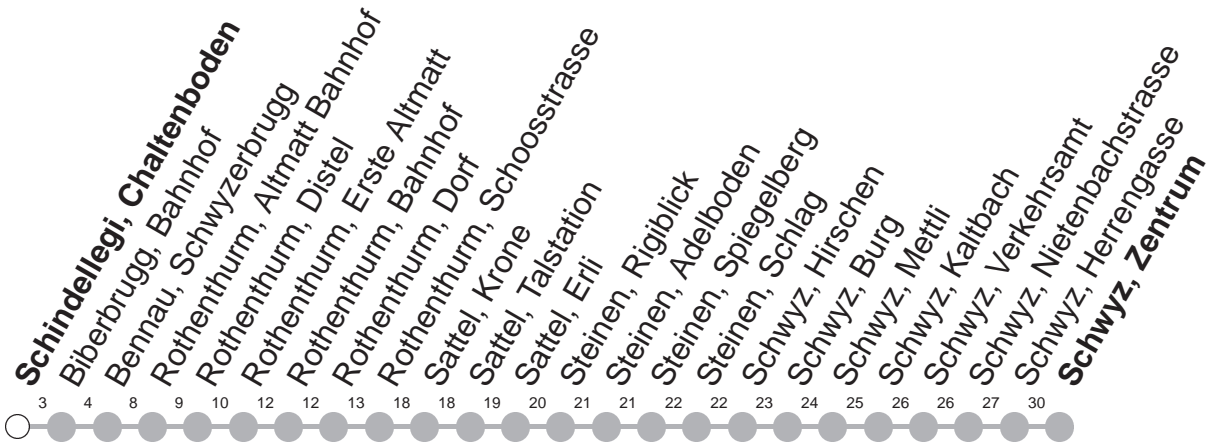 Schindellegi, Chaltenboden
Biberbrugg, Bahnhof
Bennau, Schwyzerbrugg
Rothenthurm, Altmatt Bahnhof
Rothenthurm, Distel
Rothenthurm, Erste Altmatt
Rothenthurm, Bahnhof
Rothenthurm, Dorf
Rothenthurm, Schoosstrasse
Sattel, Krone
Sattel, Talstation
Sattel, Erli
Steinen, Rigiblick
Steinen, Adelboden
Steinen, Spiegelberg
Steinen, Schlag
Schwyz, Hirschen
Schwyz, Burg
Schwyz, Mettli
Schwyz, Kaltbach
Schwyz, Verkehrsamt
Schwyz, Nietenbachstrasse
Schwyz, Herrengasse
Schwyz, Zentrum
3 4 8 9 10 12 12 13 18 18 19 20 21 21 22 22 23 24 25 26 26 27 30